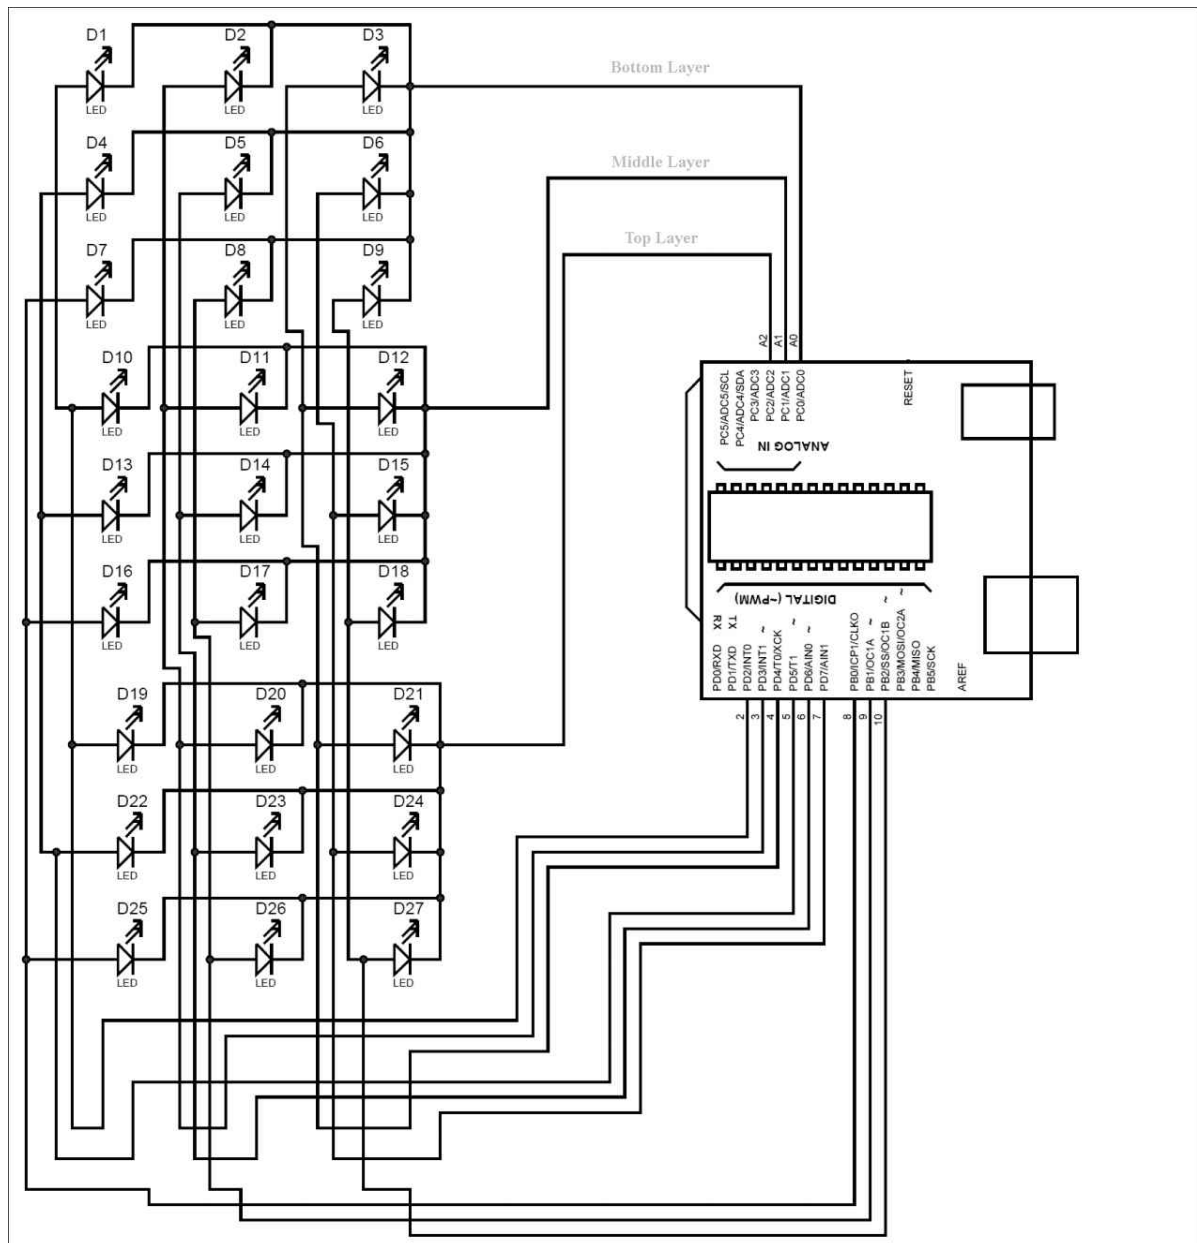 D1 D2 D3
LED LED LED
Bottom Layer
D4 D5 D6
LED LED LED
Middle Layer
D7 D8 D9
LED LED LED
Top Layer
D10 D11 D12
LED LED LED
D13 D14 D15
LED LED LED
D16 D17 D18
LED LED LED
D19 D20 D21
LED LED LED
D22 D23 D24
LED LED LED
D25 D26 D27
LED LED LED
A2
A1
A0
PC5/ADC5/SCL
PC4/ADC4/SDA
PC3/ADC3
PC2/ADC2
PC1/ADC1
PC0/ADC0
RESET
ANALOG IN
DIGITAL (~PWM)
RX
TX
PD0/RXD
PD1/TXD
PD2/INT0
PD3/INT1 ~
PD4/T0/XCK
PD5/T1 ~
PD6/AIN0 ~
PD7/AIN1
PB0/ICP1/CLKO
PB1/OC1A ~
PB2/SS/OC1B ~
PB3/MOSI/OC2A ~
PB4/MISO
PB5/SCK
AREF
2
3
4
5
6
7
8
9
10